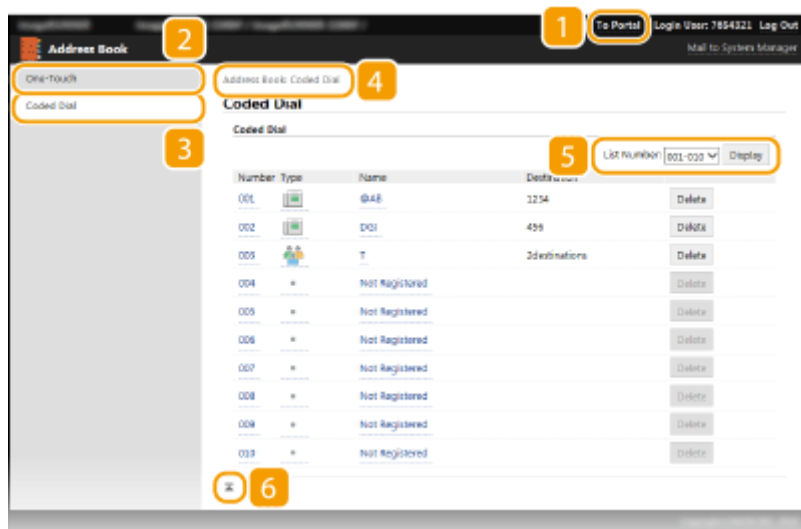 1
To Portal Login User: 7654321 Log Out
2
Address Book
Mail to System Manager
One-Touch
Address Book: Coded Dial
4
Coded Dial
Coded Dial
3
Coded Dial
5
List Number: 001-010 Display
Number Type Name Destination
001 @AB 1234 Delete
002 DGI 456 Delete
003 T 2destinations Delete
004 Not Registered Delete
005 Not Registered Delete
006 Not Registered Delete
007 Not Registered Delete
008 Not Registered Delete
009 Not Registered Delete
010 Not Registered Delete
6